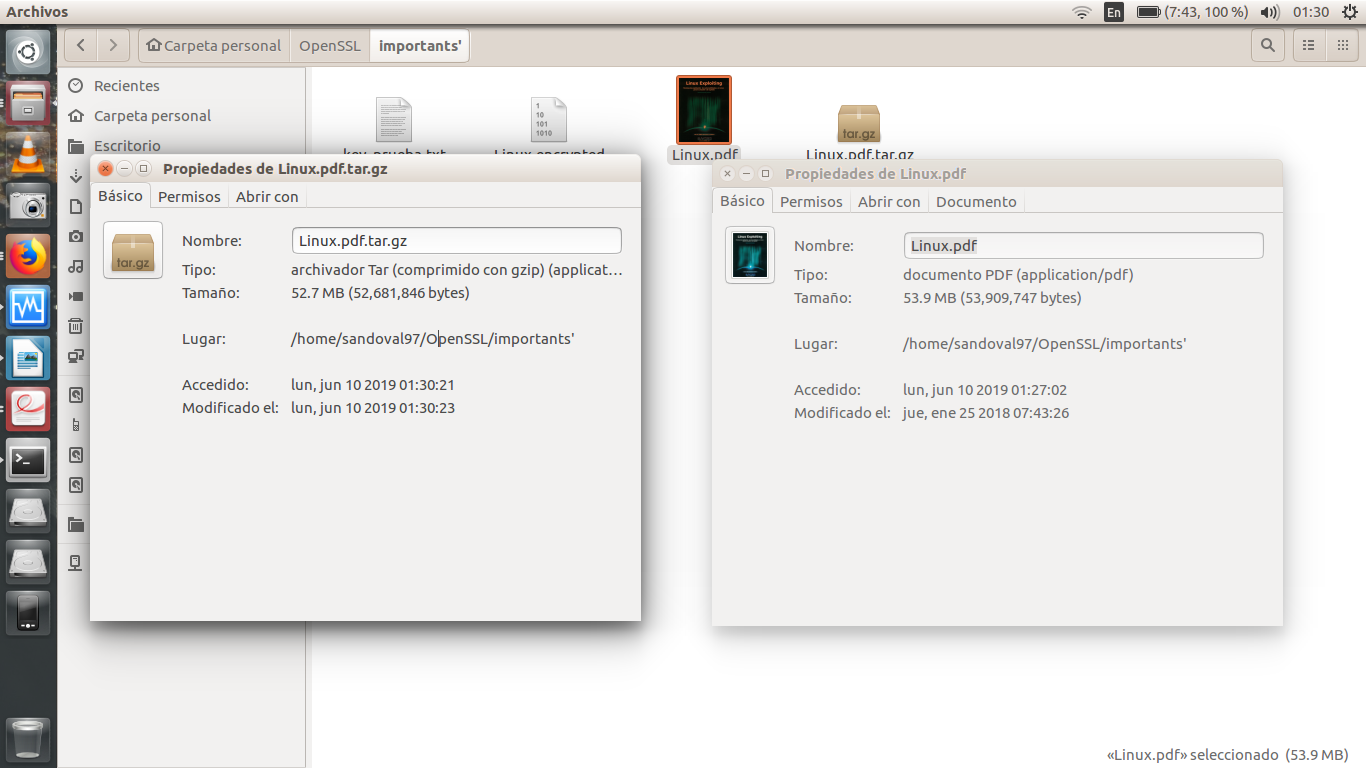 Archivos
En
(7:43, 100 %)
01:30
Carpeta personal
OpenSSL
importants'
Recientes
Carpeta personal
Escritorio
1
10
101
1010
Linux Exploiting
tar.gz
key_prueba.txt
Linux.encrypted
Linux.pdf
Linux.pdf.tar.gz
Propiedades de Linux.pdf.tar.gz
Básico
Permisos
Abrir con
tar.gz
Nombre: Linux.pdf.tar.gz
Tipo: archivador Tar (comprimido con gzip) (applicat…
Tamaño: 52.7 MB (52,681,846 bytes)
Lugar: /home/sandoval97/OpenSSL/importants'
Accedido: lun, jun 10 2019 01:30:21
Modificado el: lun, jun 10 2019 01:30:23
Propiedades de Linux.pdf
Básico
Permisos
Abrir con
Documento
Linux Exploiting
Nombre: Linux.pdf
Tipo: documento PDF (application/pdf)
Tamaño: 53.9 MB (53,909,747 bytes)
Lugar: /home/sandoval97/OpenSSL/importants'
Accedido: lun, jun 10 2019 01:27:02
Modificado el: jue, ene 25 2018 07:43:26
«Linux.pdf» seleccionado (53.9 MB)